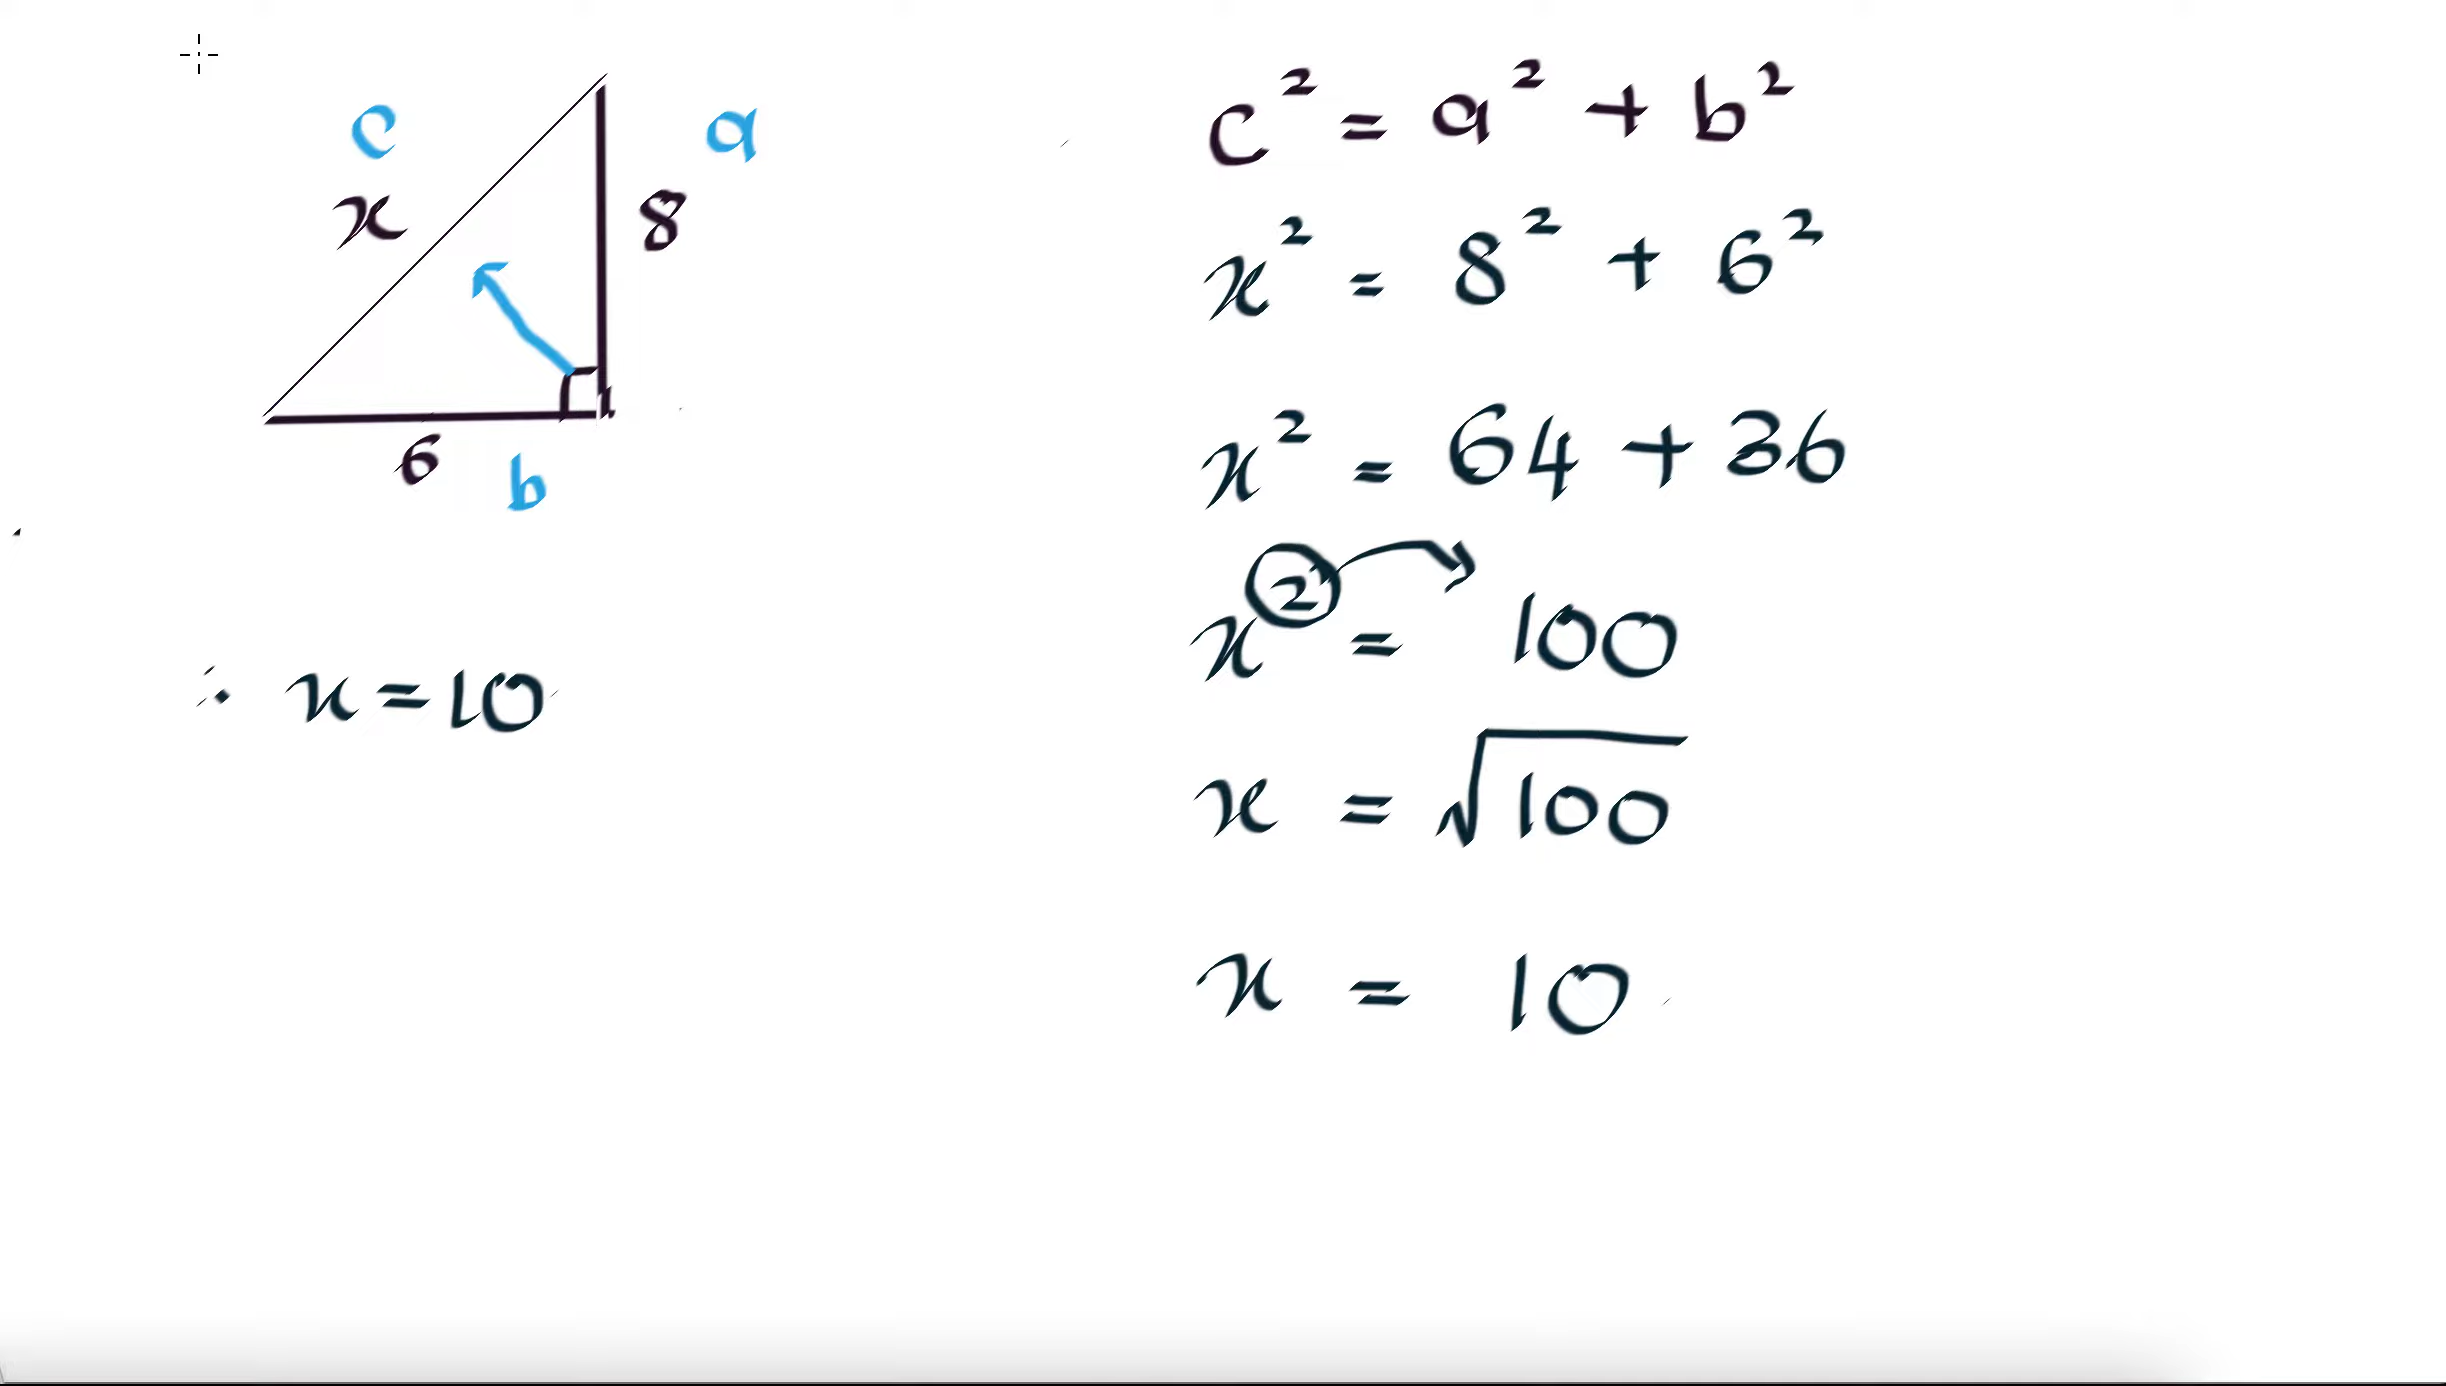 c
a
x
8
6
b
∴ x = 10
c² = a² + b²
x² = 8² + 6²
x² = 64 + 36
x² = 100
x = √100
x = 10